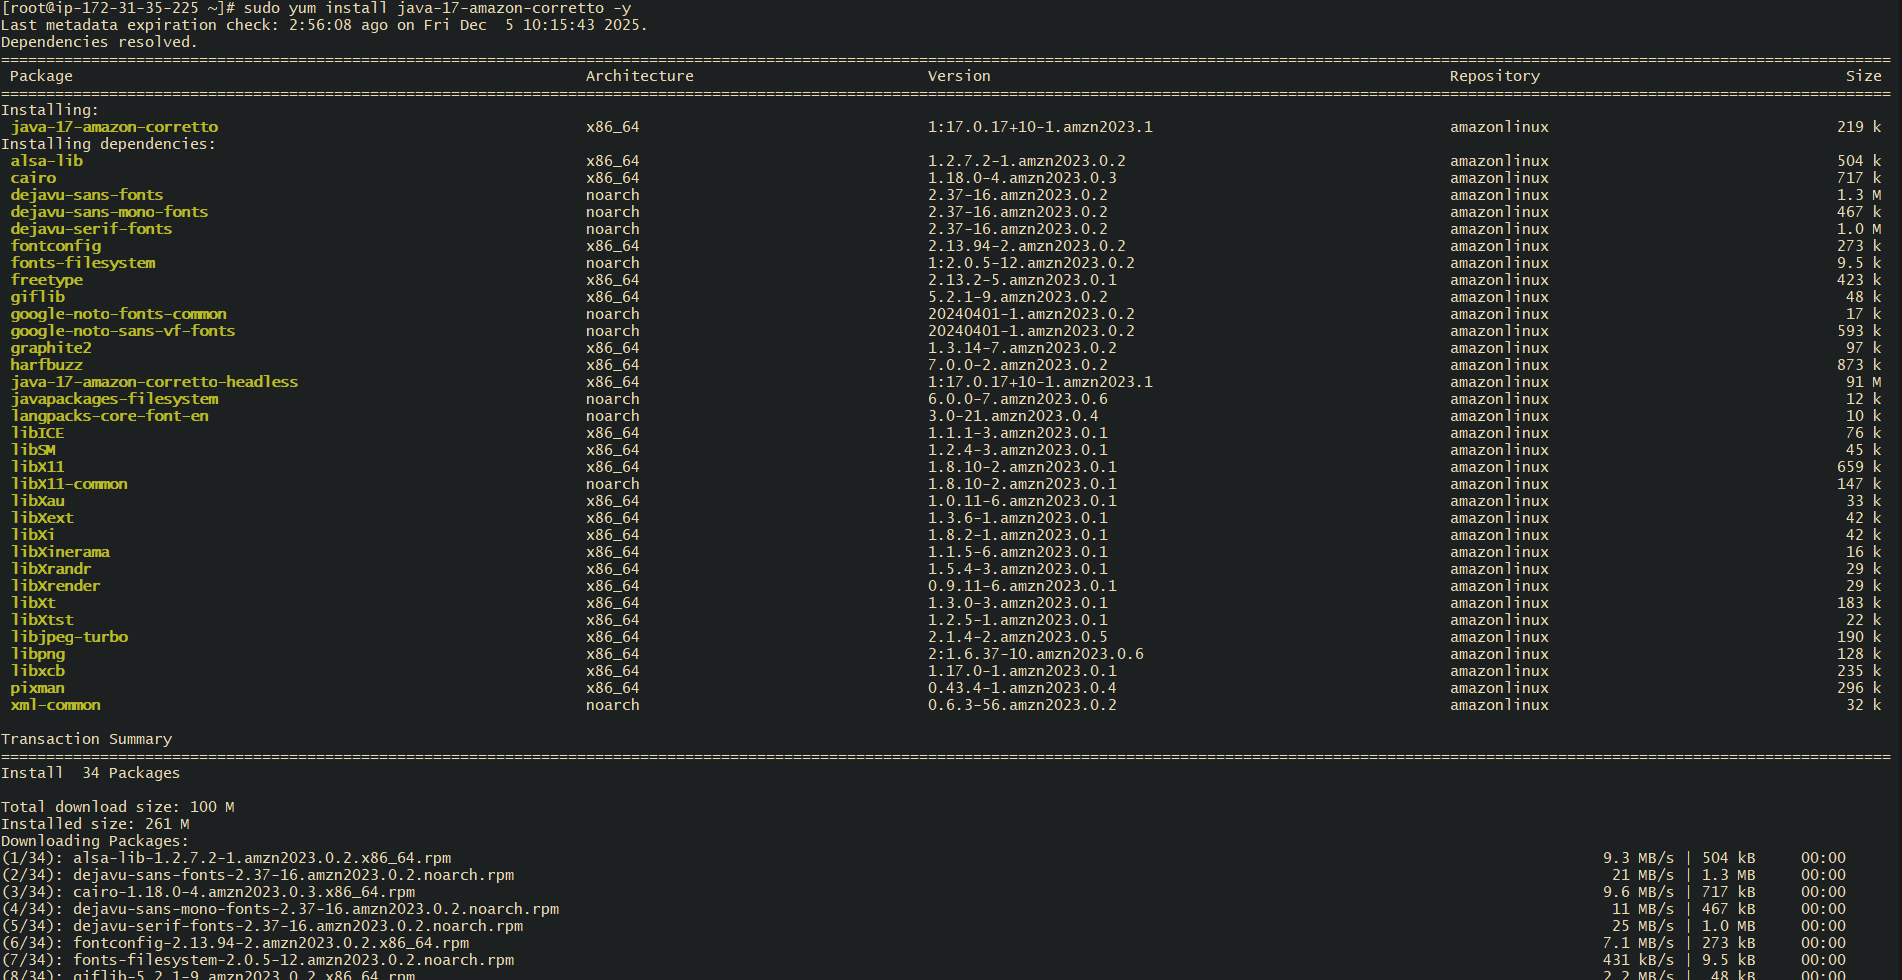 [root@ip-172-31-35-225 ~]# sudo yum install java-17-amazon-corretto -y
Last metadata expiration check: 2:56:08 ago on Fri Dec  5 10:15:43 2025.
Dependencies resolved.
================================================================================
Package Architecture Version Repository Size
================================================================================
Installing:
java-17-amazon-corretto x86_64 1:17.0.17+10-1.amzn2023.1 amazonlinux 219 k
Installing dependencies:
alsa-lib x86_64 1.2.7.2-1.amzn2023.0.2 amazonlinux 504 k
cairo x86_64 1.18.0-4.amzn2023.0.3 amazonlinux 717 k
dejavu-sans-fonts noarch 2.37-16.amzn2023.0.2 amazonlinux 1.3 M
dejavu-sans-mono-fonts noarch 2.37-16.amzn2023.0.2 amazonlinux 467 k
dejavu-serif-fonts noarch 2.37-16.amzn2023.0.2 amazonlinux 1.0 M
fontconfig x86_64 2.13.94-2.amzn2023.0.2 amazonlinux 273 k
fonts-filesystem noarch 1:2.0.5-12.amzn2023.0.2 amazonlinux 9.5 k
freetype x86_64 2.13.2-5.amzn2023.0.1 amazonlinux 423 k
giflib x86_64 5.2.1-9.amzn2023.0.2 amazonlinux 48 k
google-noto-fonts-common noarch 20240401-1.amzn2023.0.2 amazonlinux 17 k
google-noto-sans-vf-fonts noarch 20240401-1.amzn2023.0.2 amazonlinux 593 k
graphite2 x86_64 1.3.14-7.amzn2023.0.2 amazonlinux 97 k
harfbuzz x86_64 7.0.0-2.amzn2023.0.2 amazonlinux 873 k
java-17-amazon-corretto-headless x86_64 1:17.0.17+10-1.amzn2023.1 amazonlinux 91 M
javapackages-filesystem noarch 6.0.0-7.amzn2023.0.6 amazonlinux 12 k
langpacks-core-font-en noarch 3.0-21.amzn2023.0.4 amazonlinux 10 k
libICE x86_64 1.1.1-3.amzn2023.0.1 amazonlinux 76 k
libSM x86_64 1.2.4-3.amzn2023.0.1 amazonlinux 45 k
libX11 x86_64 1.8.10-2.amzn2023.0.1 amazonlinux 659 k
libX11-common noarch 1.8.10-2.amzn2023.0.1 amazonlinux 147 k
libXau x86_64 1.0.11-6.amzn2023.0.1 amazonlinux 33 k
libXext x86_64 1.3.6-1.amzn2023.0.1 amazonlinux 42 k
libXi x86_64 1.8.2-1.amzn2023.0.1 amazonlinux 42 k
libXinerama x86_64 1.1.5-6.amzn2023.0.1 amazonlinux 16 k
libXrandr x86_64 1.5.4-3.amzn2023.0.1 amazonlinux 29 k
libXrender x86_64 0.9.11-6.amzn2023.0.1 amazonlinux 29 k
libXt x86_64 1.3.0-3.amzn2023.0.1 amazonlinux 183 k
libXtst x86_64 1.2.5-1.amzn2023.0.1 amazonlinux 22 k
libjpeg-turbo x86_64 2.1.4-2.amzn2023.0.5 amazonlinux 190 k
libpng x86_64 2:1.6.37-10.amzn2023.0.6 amazonlinux 128 k
libxcb x86_64 1.17.0-1.amzn2023.0.1 amazonlinux 235 k
pixman x86_64 0.43.4-1.amzn2023.0.4 amazonlinux 296 k
xml-common noarch 0.6.3-56.amzn2023.0.2 amazonlinux 32 k
Transaction Summary
================================================================================
Install  34 Packages
Total download size: 100 M
Installed size: 261 M
Downloading Packages:
(1/34): alsa-lib-1.2.7.2-1.amzn2023.0.2.x86_64.rpm 9.3 MB/s | 504 kB 00:00
(2/34): dejavu-sans-fonts-2.37-16.amzn2023.0.2.noarch.rpm 21 MB/s | 1.3 MB 00:00
(3/34): cairo-1.18.0-4.amzn2023.0.3.x86_64.rpm 9.6 MB/s | 717 kB 00:00
(4/34): dejavu-sans-mono-fonts-2.37-16.amzn2023.0.2.noarch.rpm 11 MB/s | 467 kB 00:00
(5/34): dejavu-serif-fonts-2.37-16.amzn2023.0.2.noarch.rpm 25 MB/s | 1.0 MB 00:00
(6/34): fontconfig-2.13.94-2.amzn2023.0.2.x86_64.rpm 7.1 MB/s | 273 kB 00:00
(7/34): fonts-filesystem-2.0.5-12.amzn2023.0.2.noarch.rpm 431 kB/s | 9.5 kB 00:00
(8/34): giflib-5.2.1-9.amzn2023.0.2.x86_64.rpm 2.2 MB/s | 48 kB 00:00